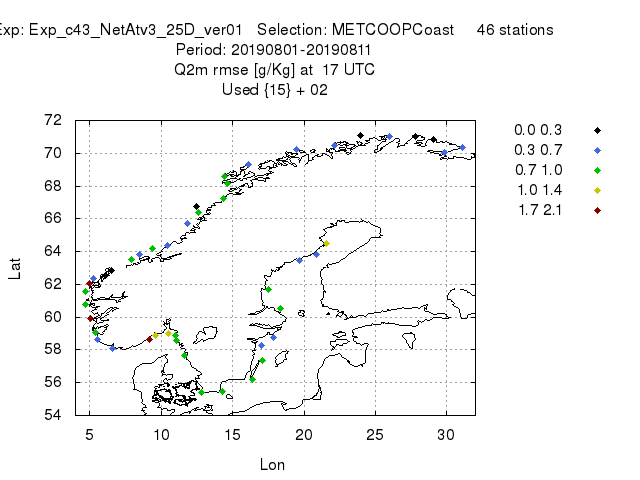 Exp: Exp_c43_NetAtv3_25D_ver01 Selection: METCOOPCoast 46 stations
Period: 20190801-20190811
Q2m rmse [g/Kg] at 17 UTC
Used {15} + 02
72
70
68
66
64
62
60
58
56
54
Lat
5 10 15 20 25 30
Lon
0.0 0.3
0.3 0.7
0.7 1.0
1.0 1.4
1.7 2.1